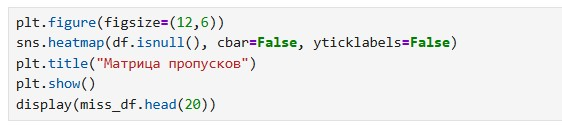 plt.figure(figsize=(12,6))
sns.heatmap(df.isnull(), cbar=False, yticklabels=False)
plt.title("Матрица пропусков")
plt.show()
display(miss_df.head(20))